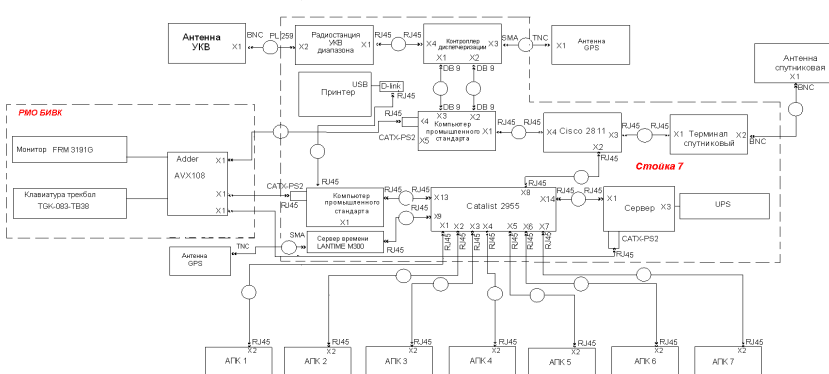 Антенна
УКВ
X1
BNC
PL 259
X2
Радиостанция
УКВ
диапазона
X1
RJ45
RJ45
X4
Контроллер
диспетчеризации
X3
X1
X2
SMA
TNC
X1
Антенна
GPS
DB 9
DB 9
Антенна
спутниковая
X1
BNC
Принтер
USB
D-link
RJ45
RJ45
DB 9
DB 9
X4
X3
X2
Компьютер
промышленного
стандарта
X5
X1
CATX-PS2
RJ45
RJ45
X4
Cisco 2811
X3
X2
RJ45
RJ45
RJ45
X1
Терминал
спутниковый
X2
BNC
Стойка 7
РМО БИВК
Монитор FRM 3191G
Клавиатура трекбол
TGK-083-TB38
Adder
AVX108
X1
X1
X1
CATX-PS2
RJ45
RJ45
Компьютер
промышленного
стандарта
X1
RJ45
RJ45
X13
RJ45
X8
Catalist 2955
X14
X9
X1
X2
X3
X4
X5
X6
X7
RJ45
RJ45
X1
Сервер
X3
UPS
CATX-PS2
RJ45
Сервер времени
LANTIME M300
RJ45
RJ45
SMA
TNC
Антенна
GPS
RJ45
RJ45
RJ45
RJ45
RJ45
RJ45
RJ45
RJ45
RJ45
RJ45
RJ45
RJ45
RJ45
RJ45
X2
X2
X2
X2
X2
X2
X2
АПК 1
АПК 2
АПК 3
АПК 4
АПК 5
АПК 6
АПК 7